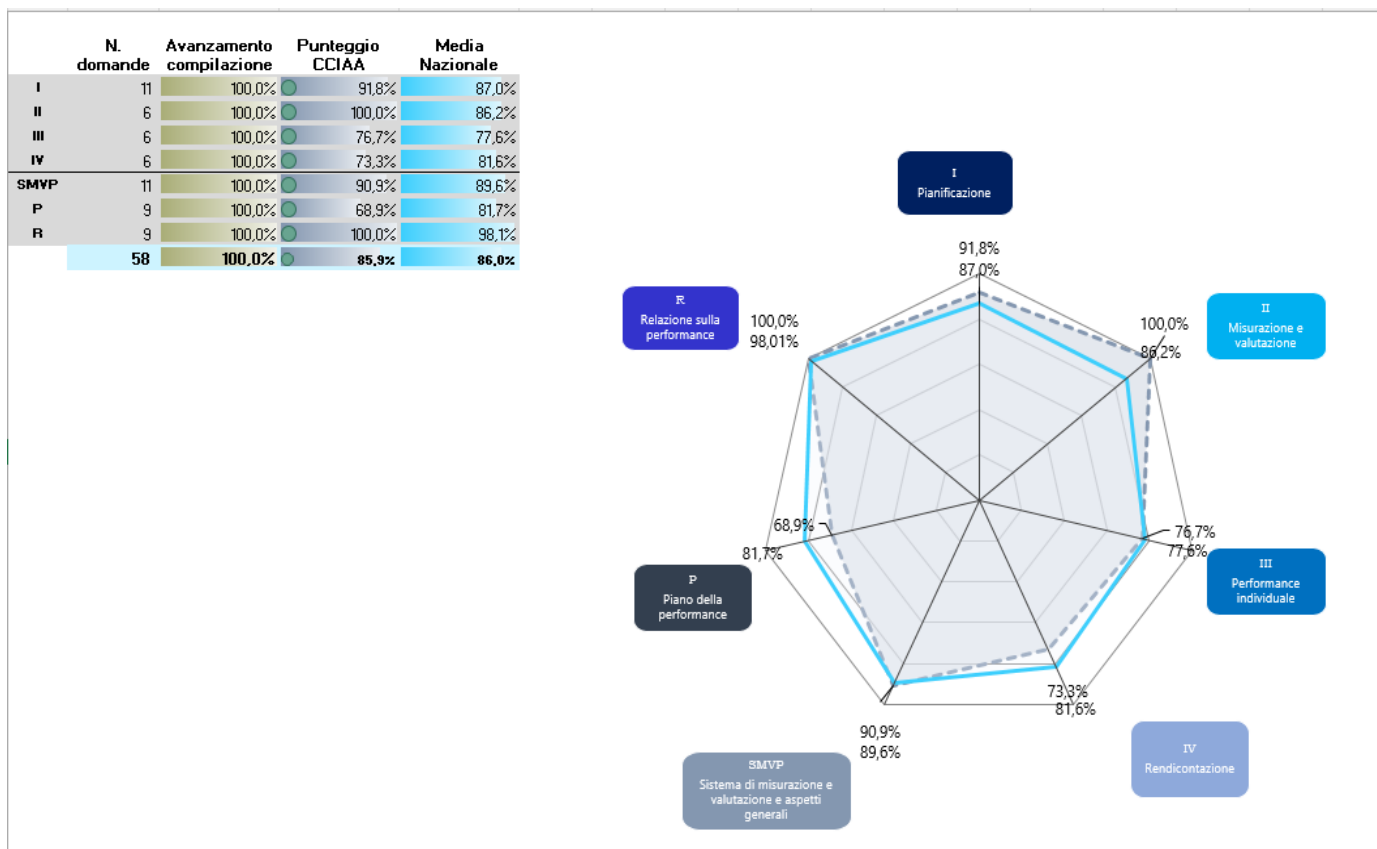 N. domande Avanzamento compilazione Punteggio CCIAA Media Nazionale
I 11 100,0% 91,8% 87,0%
II 6 100,0% 100,0% 86,2%
III 6 100,0% 76,7% 77,6%
IV 6 100,0% 73,3% 81,6%
SMVP 11 100,0% 90,9% 89,6%
P 9 100,0% 68,9% 81,7%
R 9 100,0% 100,0% 98,1%
58 100,0% 85,9% 86,0%
I
Pianificazione
91,8%
87,0%
R
Relazione sulla
performance
100,0%
98,01%
100,0%
86,2%
II
Misurazione e
valutazione
68,9%
81,7%
P
Piano della
performance
76,7%
77,6%
III
Performance
individuale
73,3%
81,6%
90,9%
89,6%
IV
Rendicontazione
SMVP
Sistema di misurazione e
valutazione e aspetti
generali